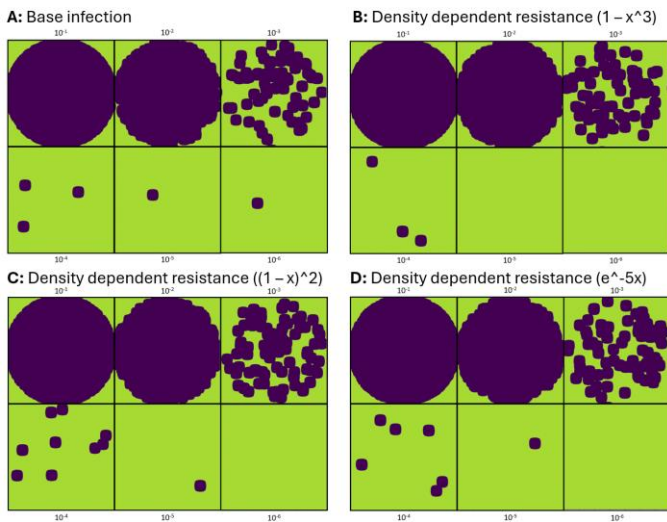 A: Base infection
10-1 10-2 10-3
10-4 10-5 10-6
B: Density dependent resistance (1 – x^3)
10-1 10-2 10-3
10-4 10-5 10-6
C: Density dependent resistance ((1 – x)^2)
10-1 10-2 10-3
10-4 10-5 10-6
D: Density dependent resistance (e^-5x)
10-1 10-2 10-3
10-4 10-5 10-6